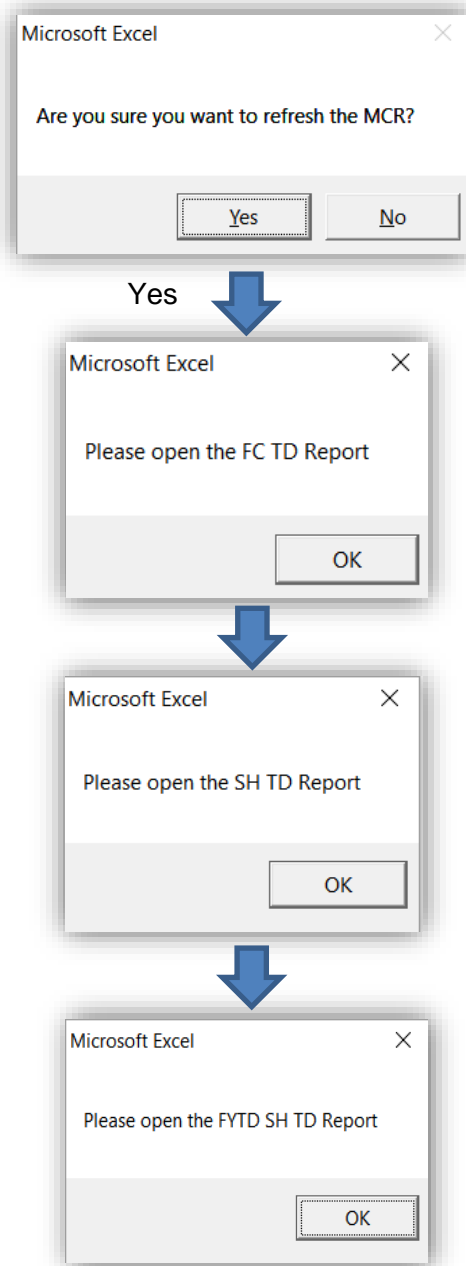 Microsoft Excel
Are you sure you want to refresh the MCR?
Yes
No
Yes
Microsoft Excel
Please open the FC TD Report
OK
Microsoft Excel
Please open the SH TD Report
OK
Microsoft Excel
Please open the FYTD SH TD Report
OK